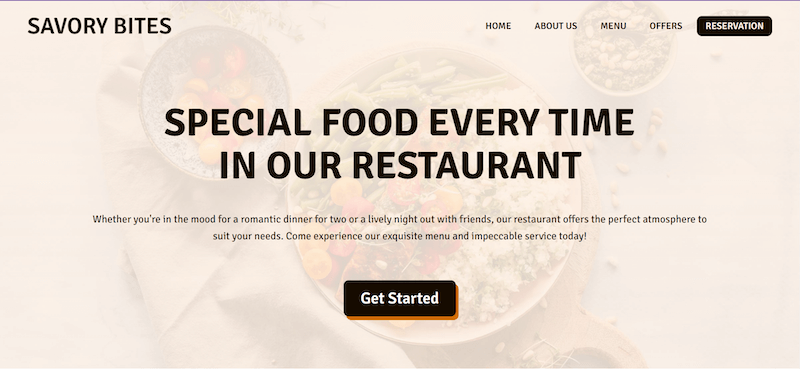 SAVORY BITES
HOME ABOUT US MENU OFFERS RESERVATION
SPECIAL FOOD EVERY TIME
IN OUR RESTAURANT
Whether you're in the mood for a romantic dinner for two or a lively night out with friends, our restaurant offers the perfect atmosphere to
suit your needs. Come experience our exquisite menu and impeccable service today!
Get Started